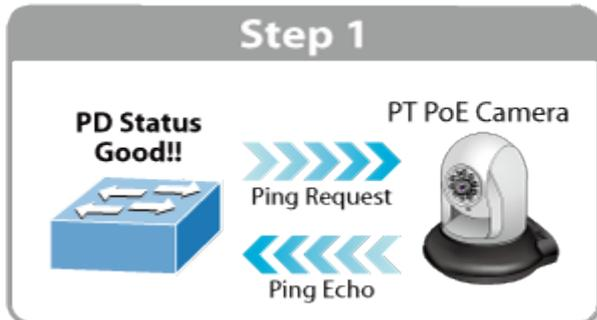 Step 1
PD Status
Good!!
PT PoE Camera
Ping Request
Ping Echo